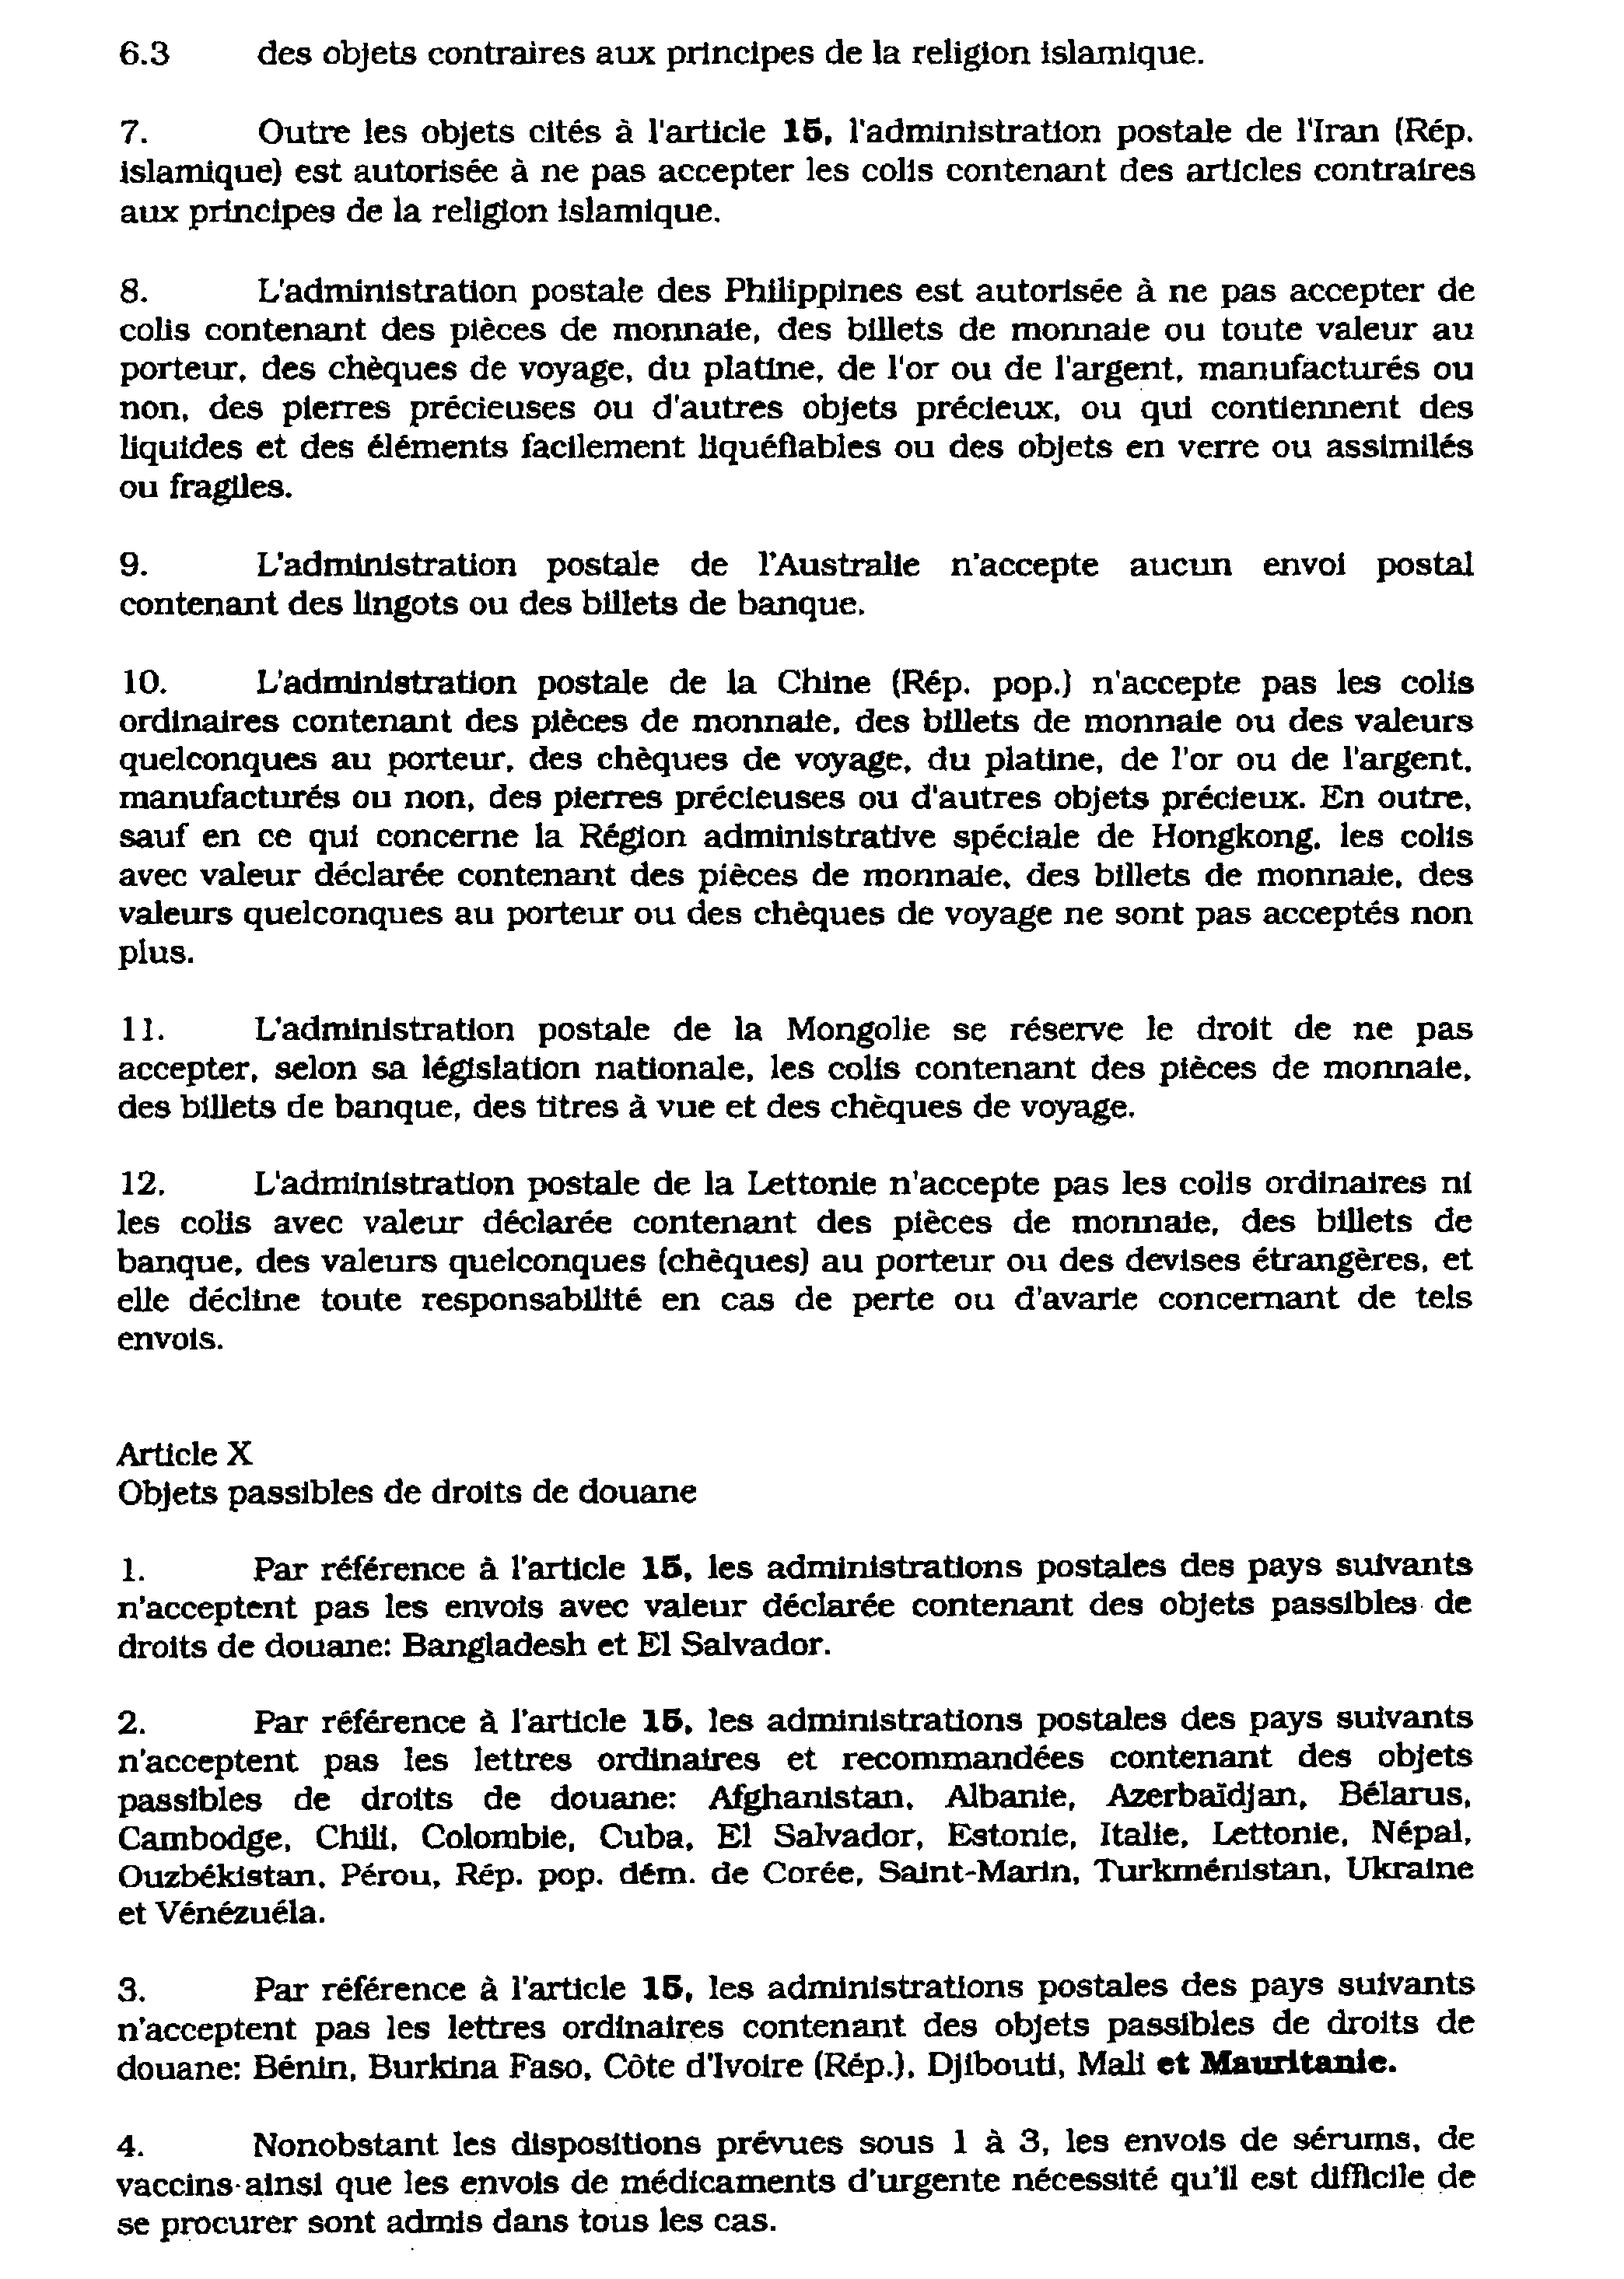 6.3 des objets contraires aux principes de la religion islamique.
7. Outre les objets cités à l'article 15, l'administration postale de l'Iran (Rép.
islamique) est autorisée à ne pas accepter les colis contenant des articles contraires
aux principes de la religion islamique.
8. L'administration postale des Philippines est autorisée à ne pas accepter de
colis contenant des pièces de monnaie, des billets de monnaie ou toute valeur au
porteur, des chèques de voyage, du platine, de l'or ou de l'argent, manufacturés ou
non, des pierres précieuses ou d'autres objets précieux, ou qui contiennent des
liquides et des éléments facilement liquéfiables ou des objets en verre ou assimilés
ou fragiles.
9. L'administration postale de l'Australie n'accepte aucun envoi postal
contenant des lingots ou des billets de banque.
10. L'administration postale de la Chine (Rép. pop.) n'accepte pas les colis
ordinaires contenant des pièces de monnaie, des billets de monnaie ou des valeurs
quelconques au porteur, des chèques de voyage, du platine, de l'or ou de l'argent,
manufacturés ou non, des pierres précieuses ou d'autres objets précieux. En outre,
sauf en ce qui concerne la Région administrative spéciale de Hongkong, les colis
avec valeur déclarée contenant des pièces de monnaie, des billets de monnaie, des
valeurs quelconques au porteur ou des chèques de voyage ne sont pas acceptés non
plus.
11. L'administration postale de la Mongolie se réserve le droit de ne pas
accepter, selon sa législation nationale, les colis contenant des pièces de monnaie,
des billets de banque, des titres à vue et des chèques de voyage.
12. L'administration postale de la Lettonie n'accepte pas les colis ordinaires ni
les colis avec valeur déclarée contenant des pièces de monnaie, des billets de
banque, des valeurs quelconques (chèques) au porteur ou des devises étrangères, et
elle décline toute responsabilité en cas de perte ou d'avarie concernant de tels
envois.
Article X
Objets passibles de droits de douane
1. Par référence à l'article 15, les administrations postales des pays suivants
n'acceptent pas les envois avec valeur déclarée contenant des objets passibles de
droits de douane: Bangladesh et El Salvador.
2. Par référence à l'article 15, les administrations postales des pays suivants
n'acceptent pas les lettres ordinaires et recommandées contenant des objets
passibles de droits de douane: Afghanistan, Albanie, Azerbaïdjan, Bélarus,
Cambodge, Chili, Colombie, Cuba, El Salvador, Estonie, Italie, Lettonie, Népal,
Ouzbékistan, Pérou, Rép. pop. dém. de Corée, Saint-Marin, Turkménistan, Ukraine
et Vénézuéla.
3. Par référence à l'article 15, les administrations postales des pays suivants
n'acceptent pas les lettres ordinaires contenant des objets passibles de droits de
douane: Bénin, Burkina Faso, Côte d'Ivoire (Rép.), Djibouti, Mali et Mauritanie.
4. Nonobstant les dispositions prévues sous 1 à 3, les envois de sérums, de
vaccins ainsi que les envois de médicaments d'urgente nécessité qu'il est difficile de
se procurer sont admis dans tous les cas.